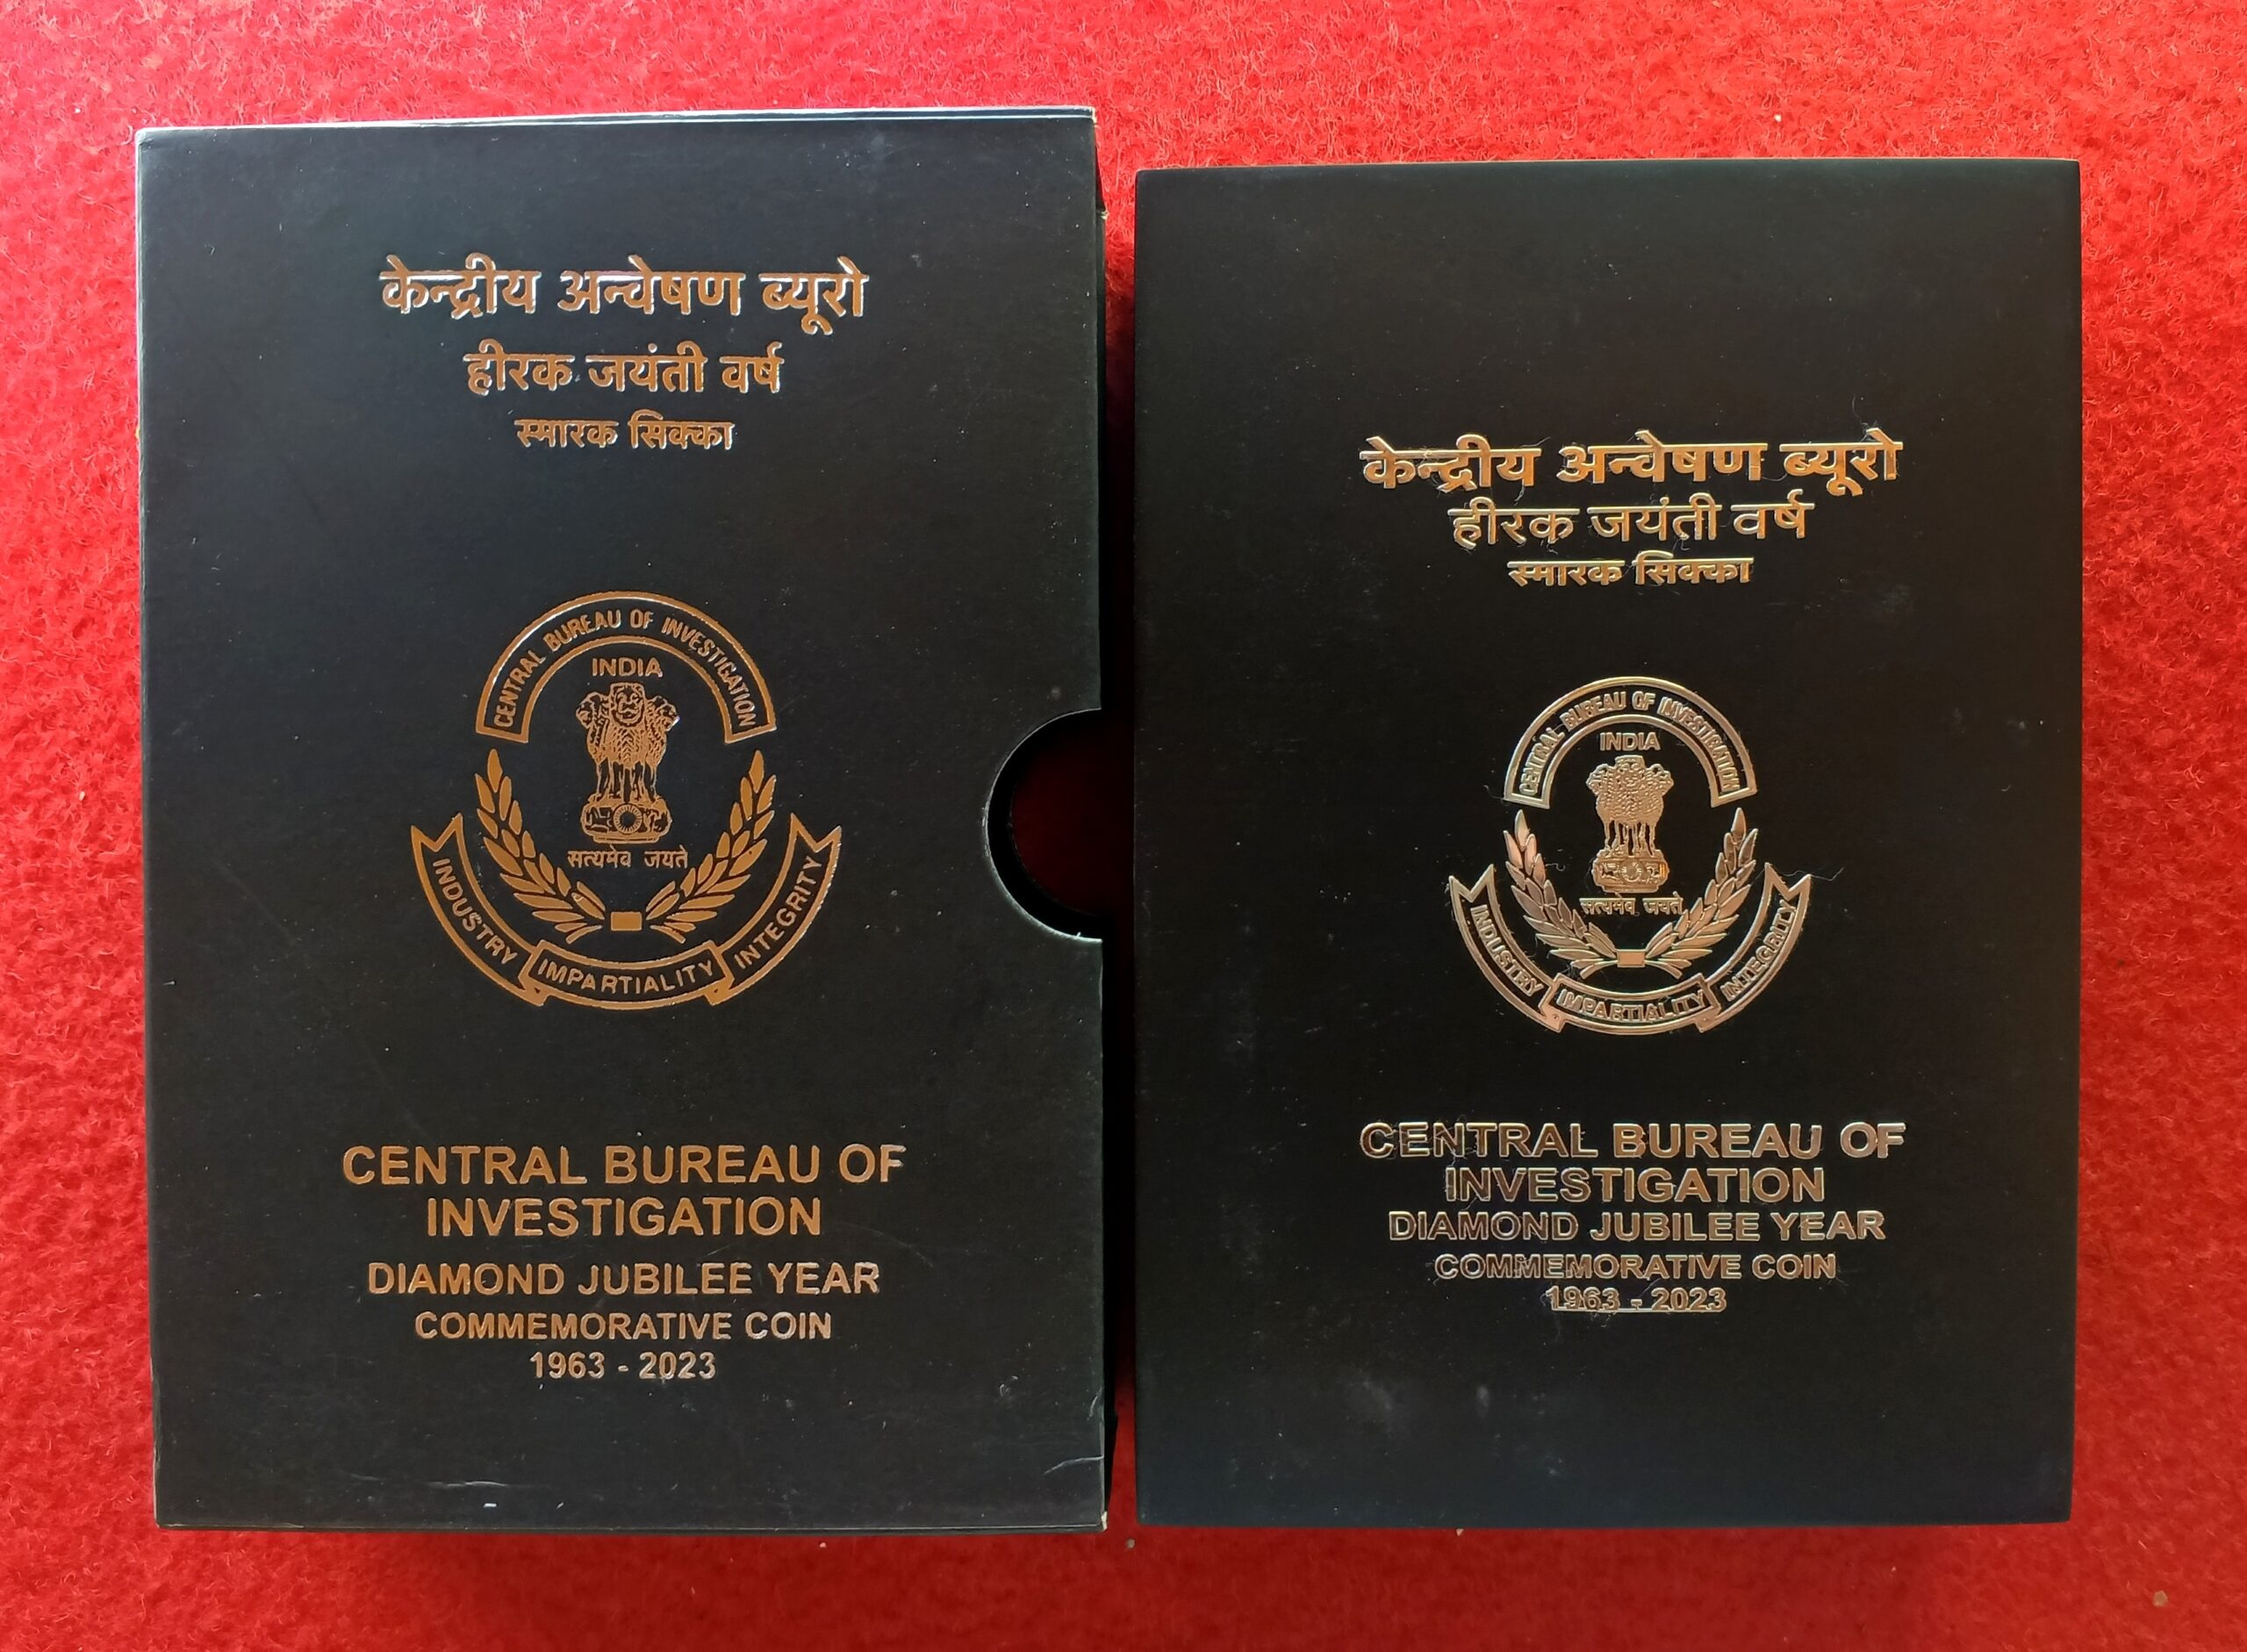 केन्द्रीय अन्वेषण ब्यूरो
हीरक जयंती वर्ष
स्मारक सिक्का
CENTRAL BUREAU OF INVESTIGATION
INDIA
सत्यमेव जयते
INDUSTRY IMPARTIALITY INTEGRITY
CENTRAL BUREAU OF
INVESTIGATION
DIAMOND JUBILEE YEAR
COMMEMORATIVE COIN
1963 - 2023
केन्द्रीय अन्वेषण ब्यूरो
हीरक जयंती वर्ष
स्मारक सिक्का
CENTRAL BUREAU OF INVESTIGATION
INDIA
सत्यमेव जयते
INDUSTRY IMPARTIALITY INTEGRITY
CENTRAL BUREAU OF
INVESTIGATION
DIAMOND JUBILEE YEAR
COMMEMORATIVE COIN
1963 - 2023